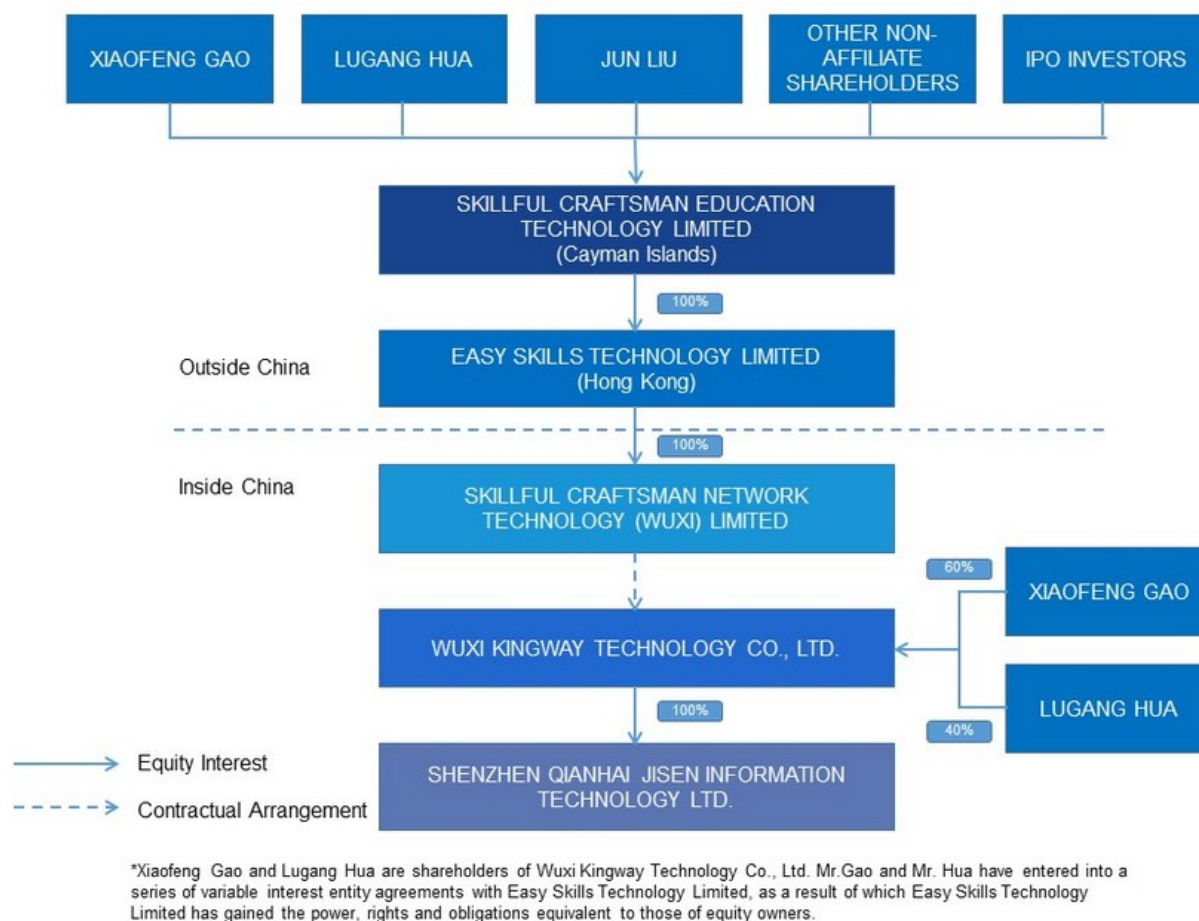 XIAOFENG GAO
LUGANG HUA
JUN LIU
OTHER NON-
AFFILIATE
SHAREHOLDERS
IPO INVESTORS
SKILLFUL CRAFTSMAN EDUCATION
TECHNOLOGY LIMITED
(Cayman Islands)
100%
Outside China
EASY SKILLS TECHNOLOGY LIMITED
(Hong Kong)
100%
Inside China
SKILLFUL CRAFTSMAN NETWORK
TECHNOLOGY (WUXI) LIMITED
60%
XIAOFENG GAO
WUXI KINGWAY TECHNOLOGY CO., LTD.
100%
40%
LUGANG HUA
Equity Interest
Contractual Arrangement
SHENZHEN QIANHAI JISEN INFORMATION
TECHNOLOGY LTD.
*Xiaofeng Gao and Lugang Hua are shareholders of Wuxi Kingway Technology Co., Ltd. Mr.Gao and Mr. Hua have entered into a
series of variable interest entity agreements with Easy Skills Technology Limited, as a result of which Easy Skills Technology
Limited has gained the power, rights and obligations equivalent to those of equity owners.